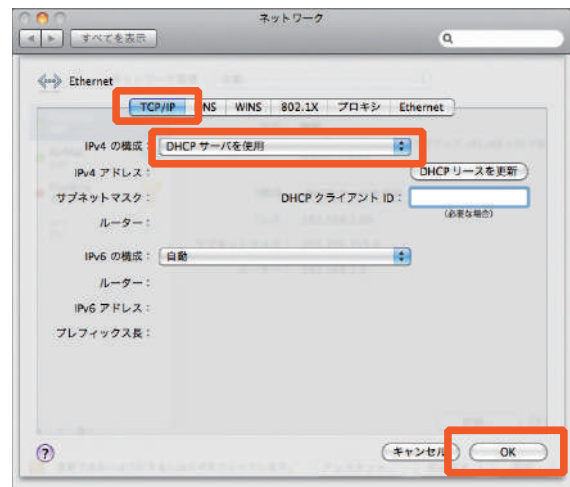 ネットワーク
すべてを表示
Ethernet
TCP/IP DNS WINS 802.1X プロキシ Ethernet
IPv4 の構成： DHCP サーバを使用
IPv4 アドレス： DHCP リースを更新
サブネットマスク： DHCP クライアント ID：
ルーター： (必要な場合)
IPv6 の構成： 自動
ルーター：
IPv6 アドレス：
プレフィックス長：
? キャンセル OK